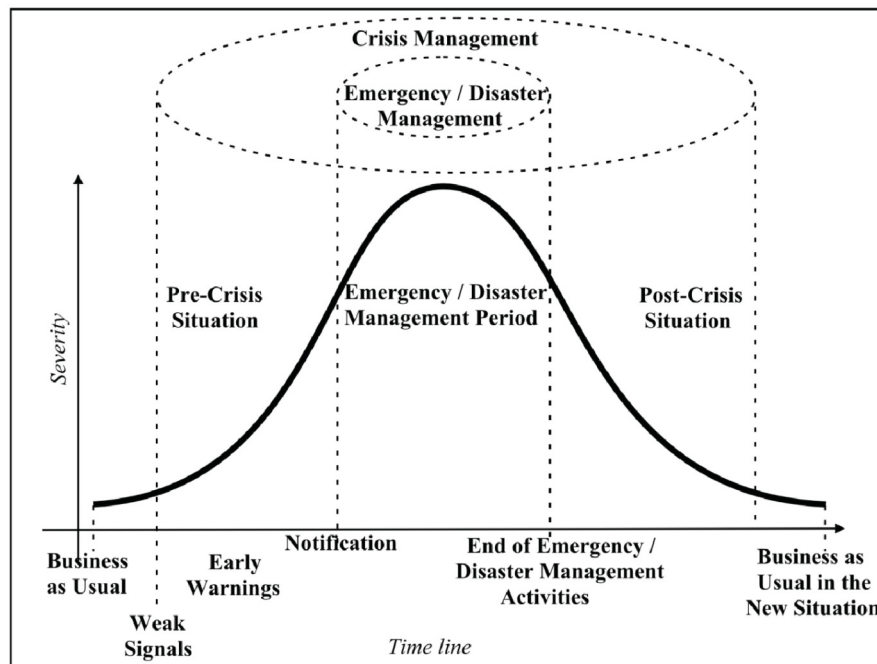 Crisis Management
Emergency / Disaster
Management
Pre-Crisis
Situation
Emergency / Disaster
Management Period
Post-Crisis
Situation
Severity
Business
as Usual
Weak
Signals
Early
Warnings
Notification
End of Emergency /
Disaster Management
Activities
Business as
Usual in the
New Situation
Time line